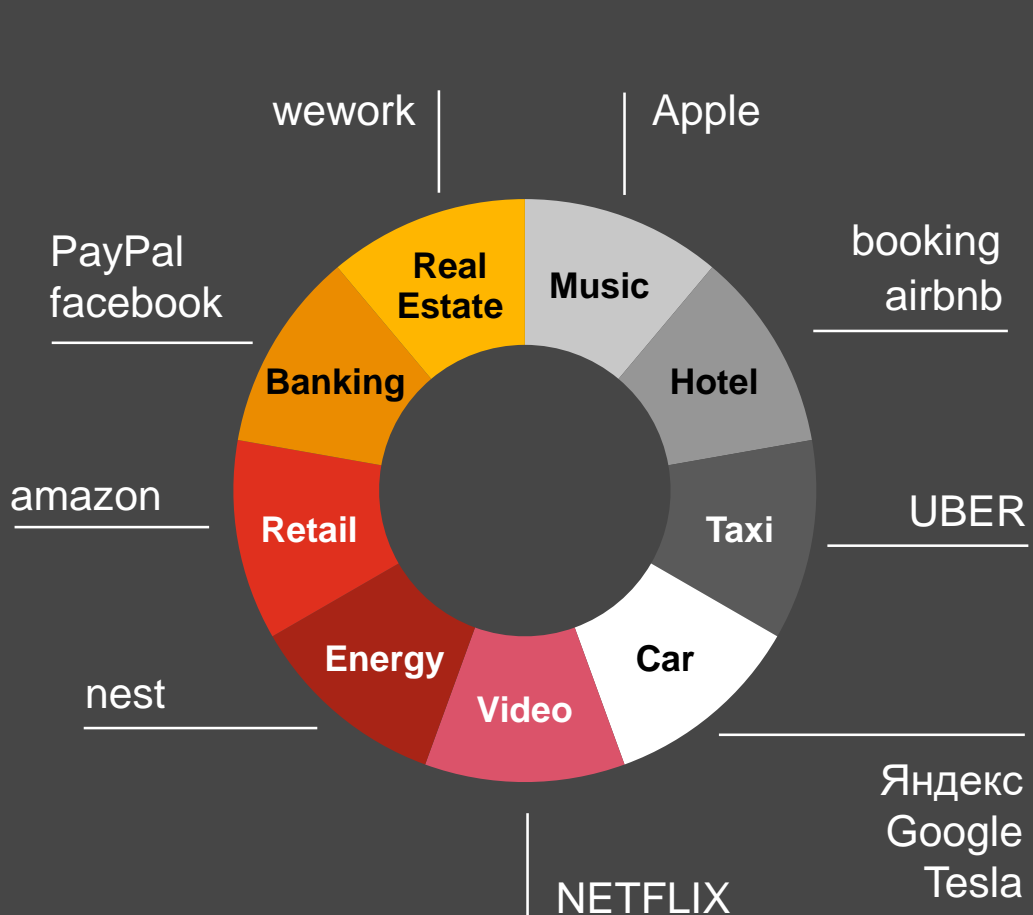 wework
Apple
PayPal
facebook
booking
airbnb
Real
Estate
Music
Banking
Hotel
amazon
UBER
Retail
Taxi
Energy
Car
nest
Video
Яндекс
Google
Tesla
NETFLIX